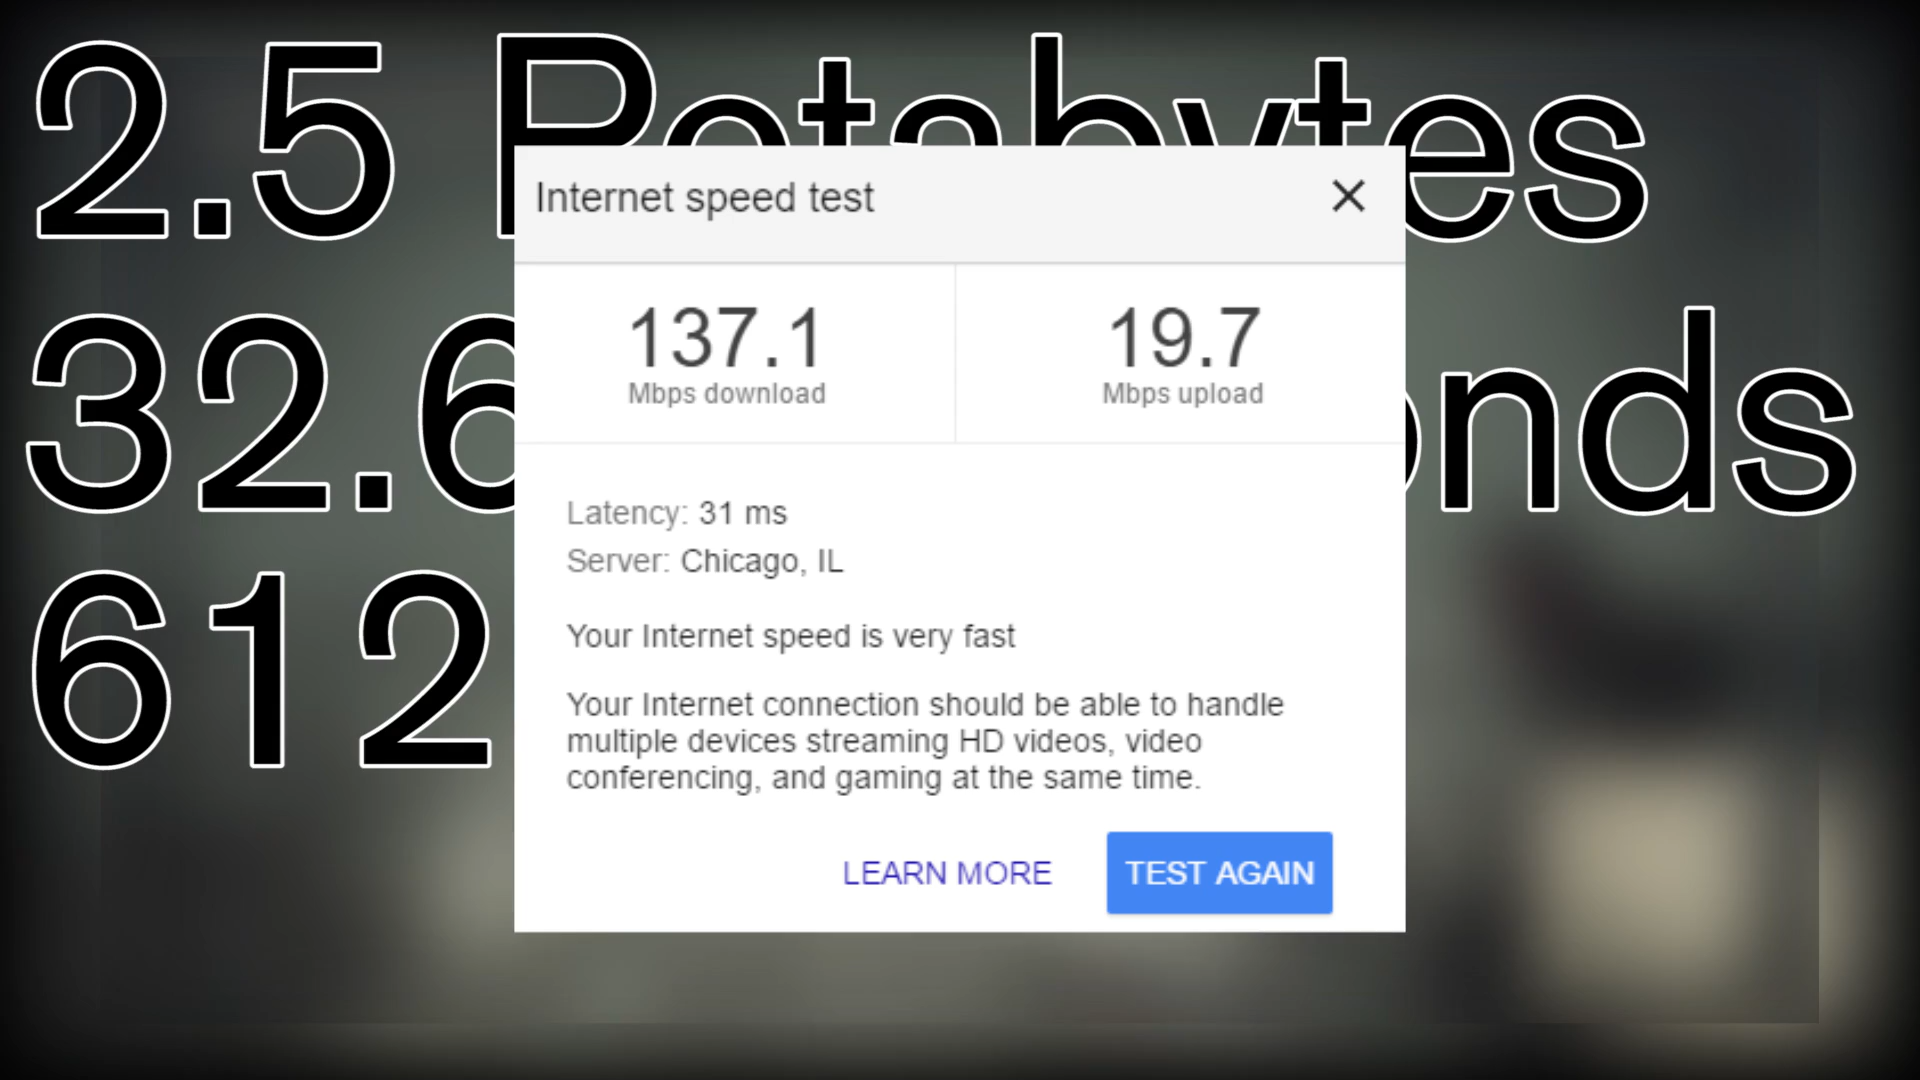 2.5 Petabytes
Internet speed test
137.1
Mbps download
19.7
Mbps upload
32.6
Latency: 31 ms
Server: Chicago, IL
612
Your Internet speed is very fast
Your Internet connection should be able to handle
multiple devices streaming HD videos, video
conferencing, and gaming at the same time.
LEARN MORE
TEST AGAIN